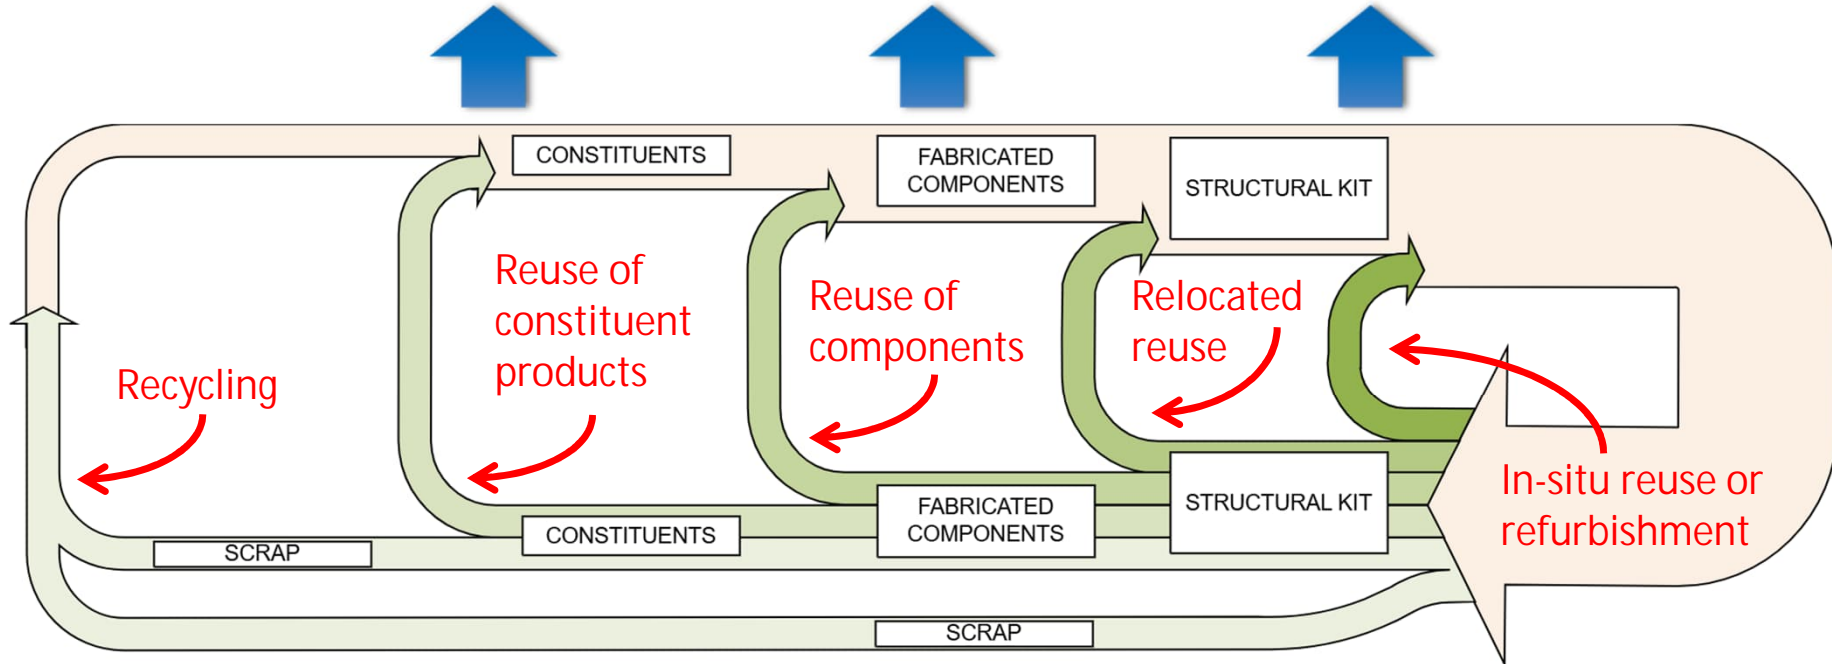 CONSTITUENTS
FABRICATED
COMPONENTS
STRUCTURAL KIT
Reuse of
constituent
products
Reuse of
components
Relocated
reuse
Recycling
In-situ reuse or
refurbishment
SCRAP
CONSTITUENTS
FABRICATED
COMPONENTS
STRUCTURAL KIT
SCRAP